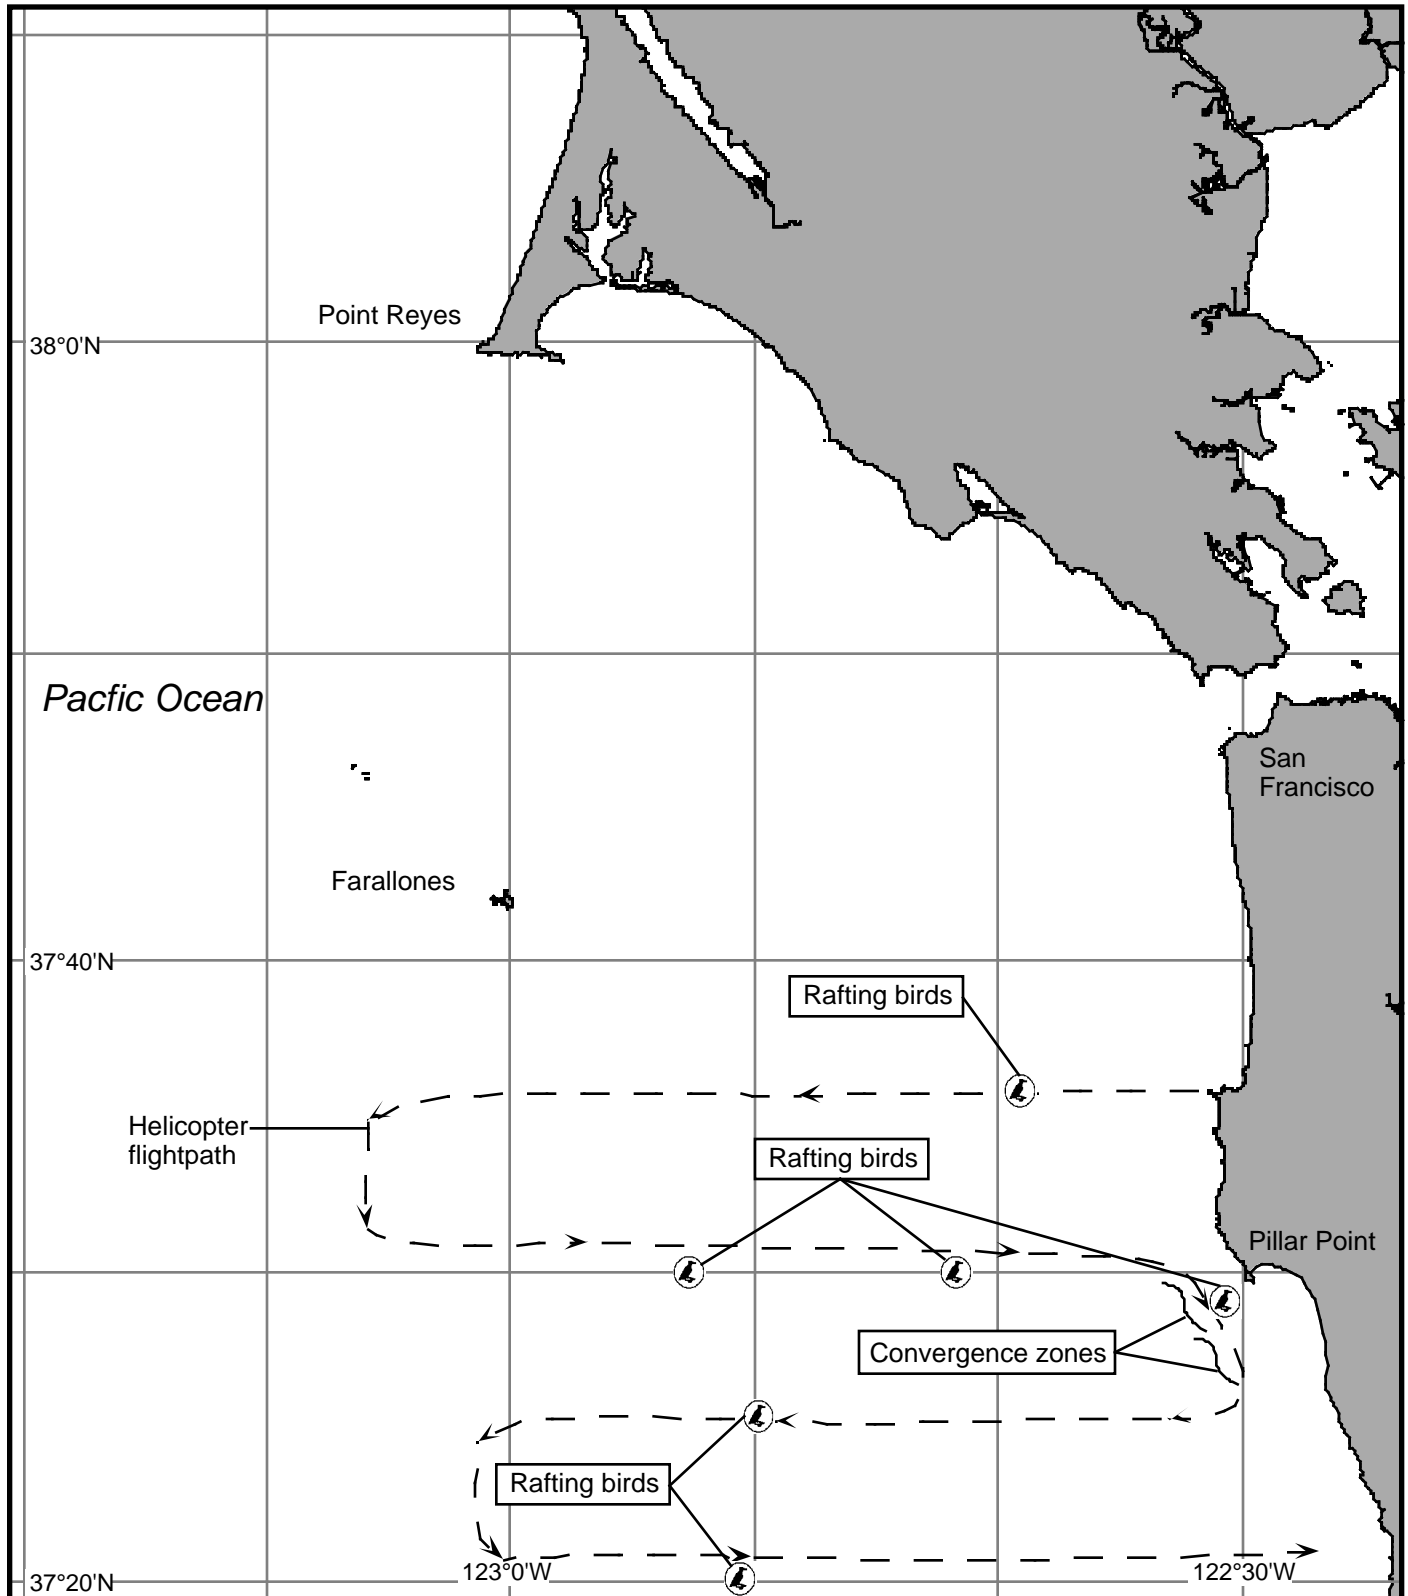 Point Reyes
38°0'N
Pacfic Ocean
San
Francisco
Farallones
37°40'N
Rafting birds
Helicopter
flightpath
Rafting birds
Pillar Point
Convergence zones
Rafting birds
123°0'W
122°30'W
37°20'N